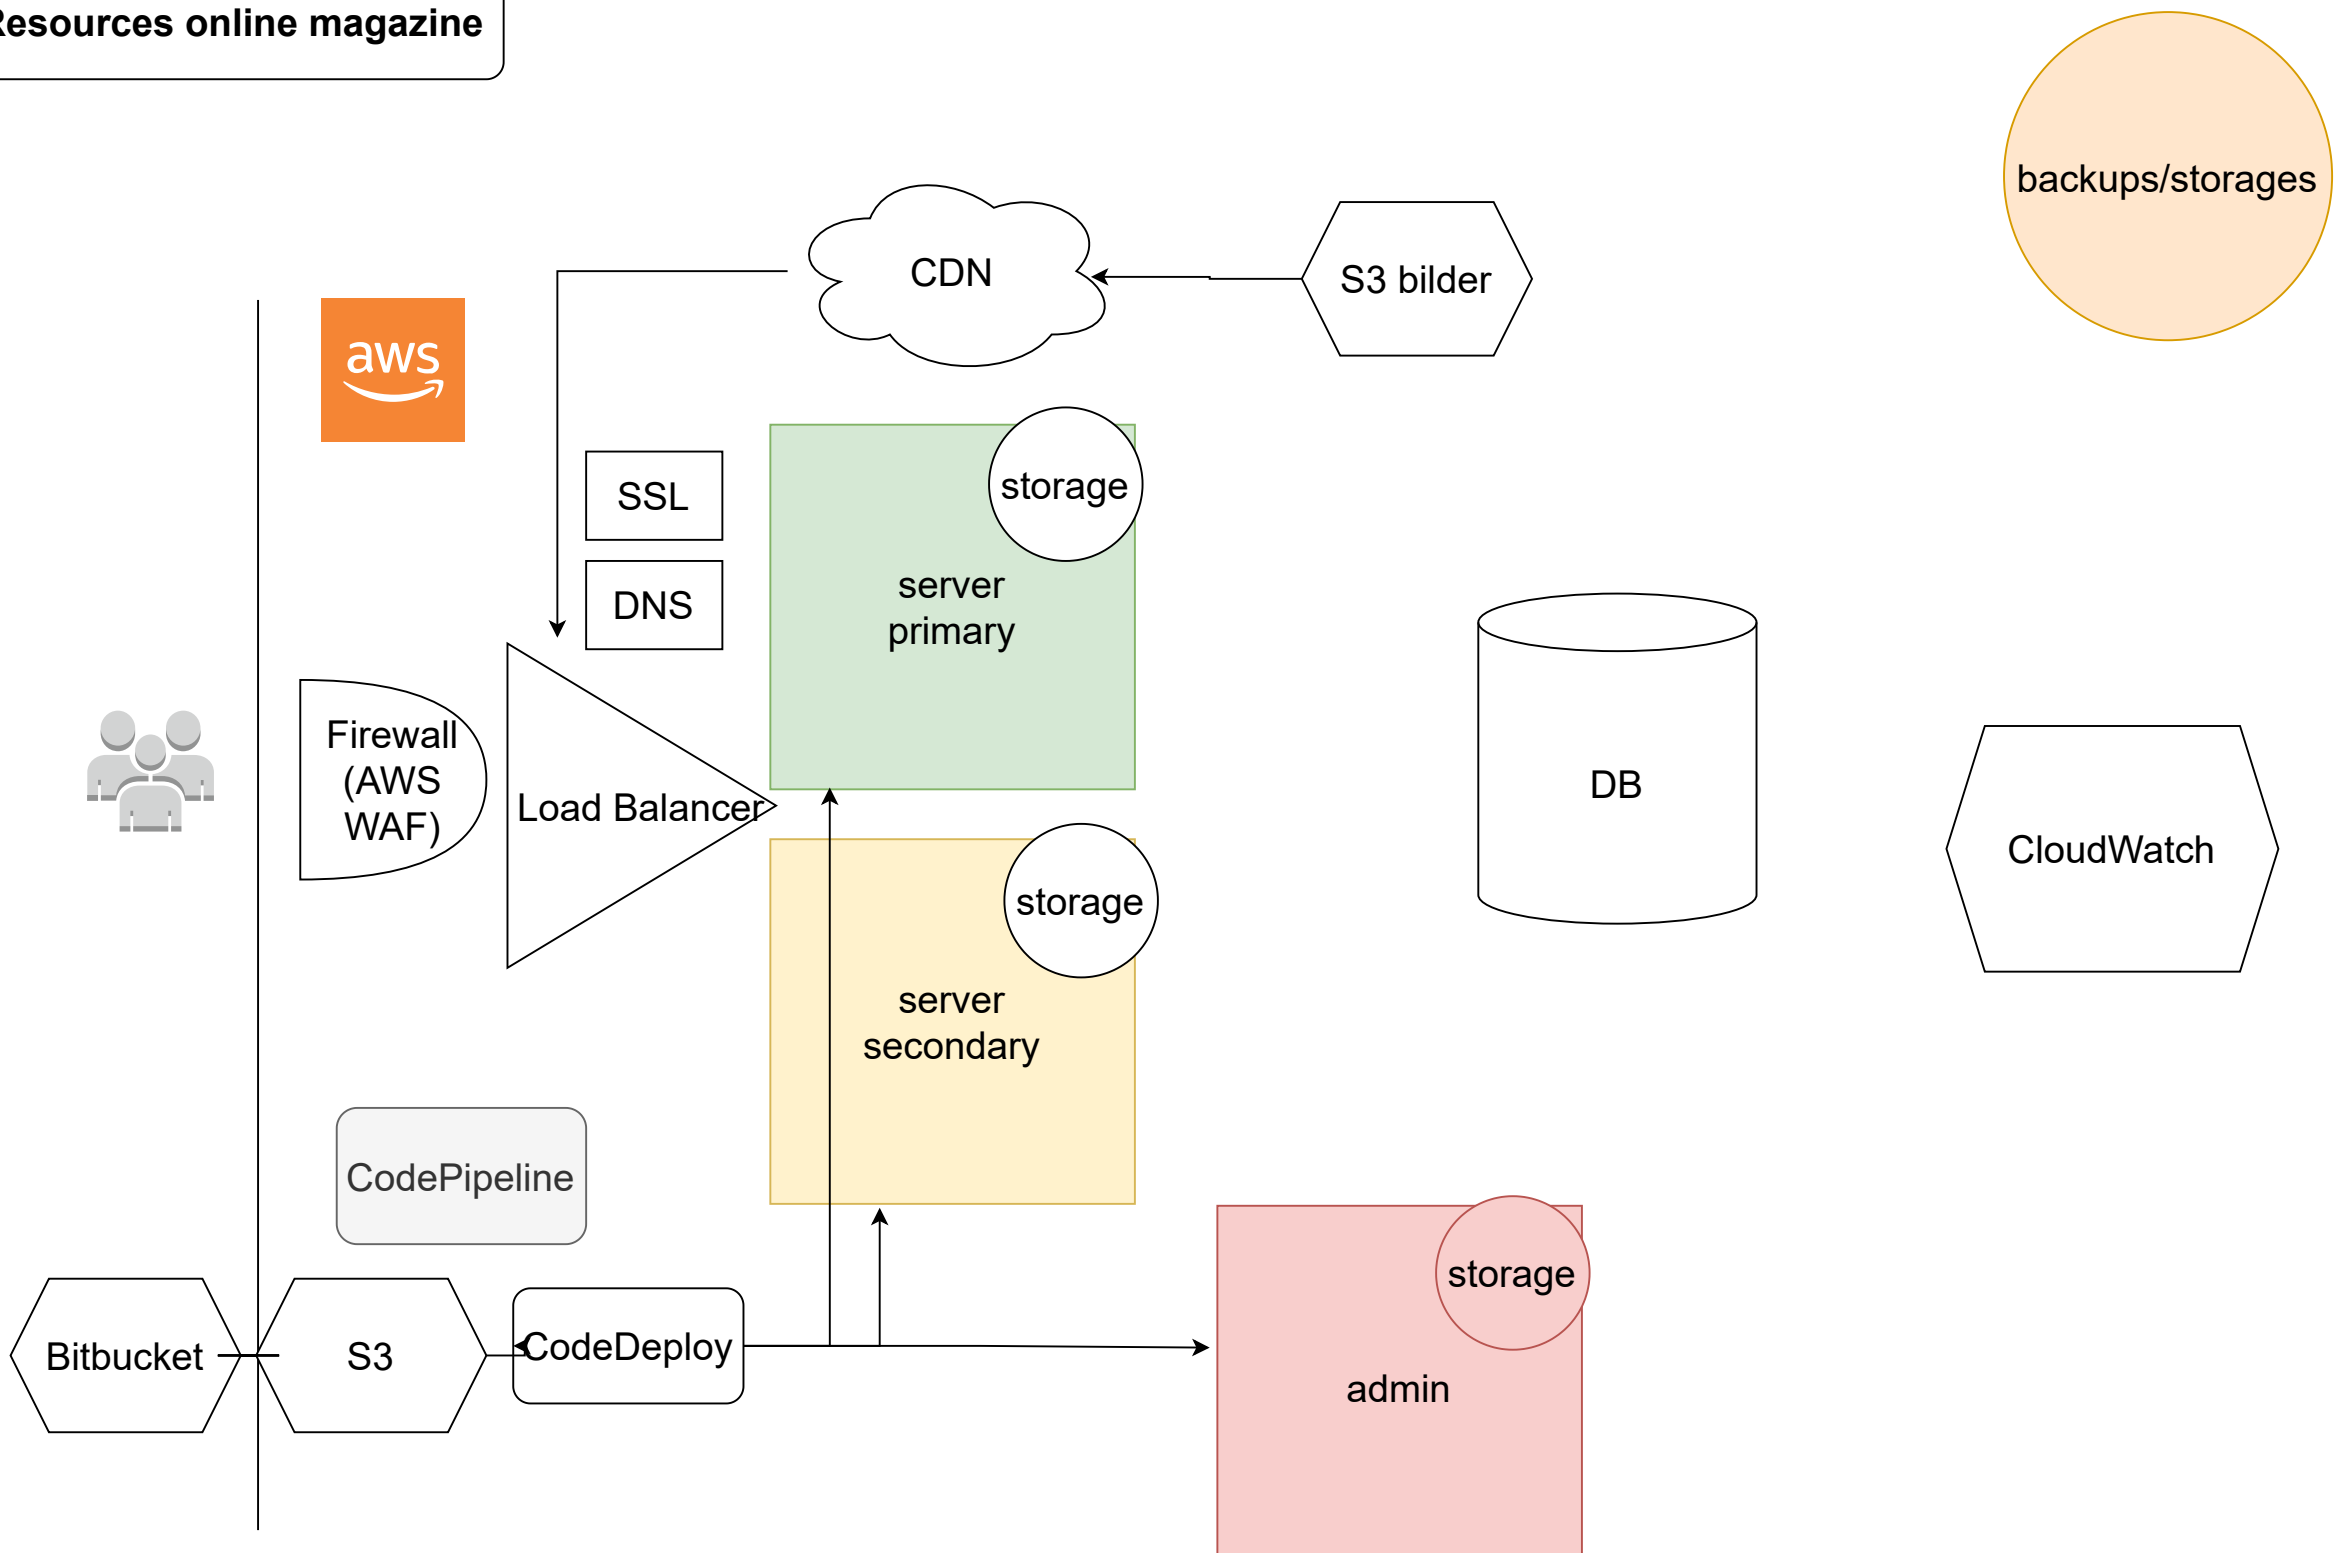 Resources online magazine
backups/storages
CDN
S3 bilder
aws
storage
SSL
DNS
server
primary
Firewall
(AWS
WAF)
Load Balancer
DB
CloudWatch
storage
server
secondary
CodePipeline
storage
Bitbucket
S3
CodeDeploy
admin